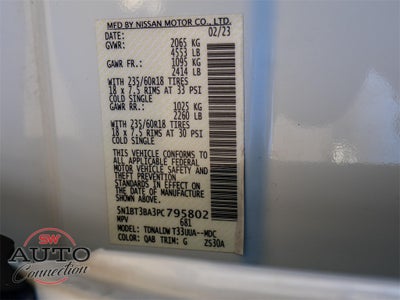 MFD BY NISSAN MOTOR CO., LTD.
DATE: 02/23
GVWR: 2065 KG
4553 LB
GAWR FR.: 1095 KG
2414 LB
WITH 235/60R18 TIRES
18 x 7.5 RIMS AT 33 PSI
COLD SINGLE
GAWR RR.: 1025 KG
2260 LB
WITH 235/60R18 TIRES
18 x 7.5 RIMS AT 30 PSI
COLD SINGLE
THIS VEHICLE CONFORMS TO
ALL APPLICABLE FEDERAL
MOTOR VEHICLE SAFETY AND
THEFT PREVENTION
STANDARDS IN EFFECT ON
THE DATE OF MANUFACTURE
SHOWN ABOVE.
5N1BT3BA3PC795802
MPV 681
MODEL: TDNALDW T33UUA--MDC
COLOR: QAB TRIM: G ZS30A
SW
AUTO
Connection